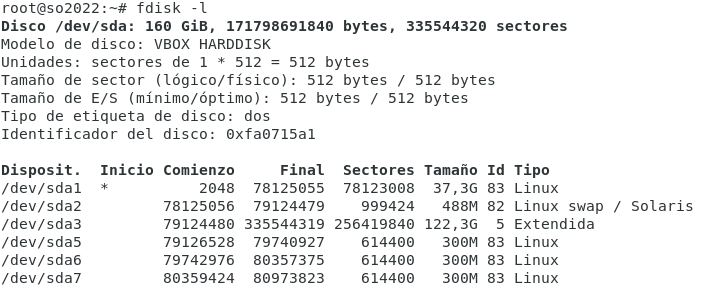 root@so2022:~# fdisk -l
Disco /dev/sda: 160 GiB, 171798691840 bytes, 335544320 sectores
Modelo de disco: VBOX HARDDISK
Unidades: sectores de 1 * 512 = 512 bytes
Tamaño de sector (lógico/físico): 512 bytes / 512 bytes
Tamaño de E/S (mínimo/óptimo): 512 bytes / 512 bytes
Tipo de etiqueta de disco: dos
Identificador del disco: 0xfa0715a1

Disposit.  Inicio Comienzo     Final  Sectores Tamaño Id Tipo
/dev/sda1  *          2048  78125055  78123008  37,3G 83 Linux
/dev/sda2         78125056  79124479    999424   488M 82 Linux swap / Solaris
/dev/sda3         79124480 335544319 256419840 122,3G  5 Extendida
/dev/sda5         79126528  79740927    614400   300M 83 Linux
/dev/sda6         79742976  80357375    614400   300M 83 Linux
/dev/sda7         80359424  80973823    614400   300M 83 Linux